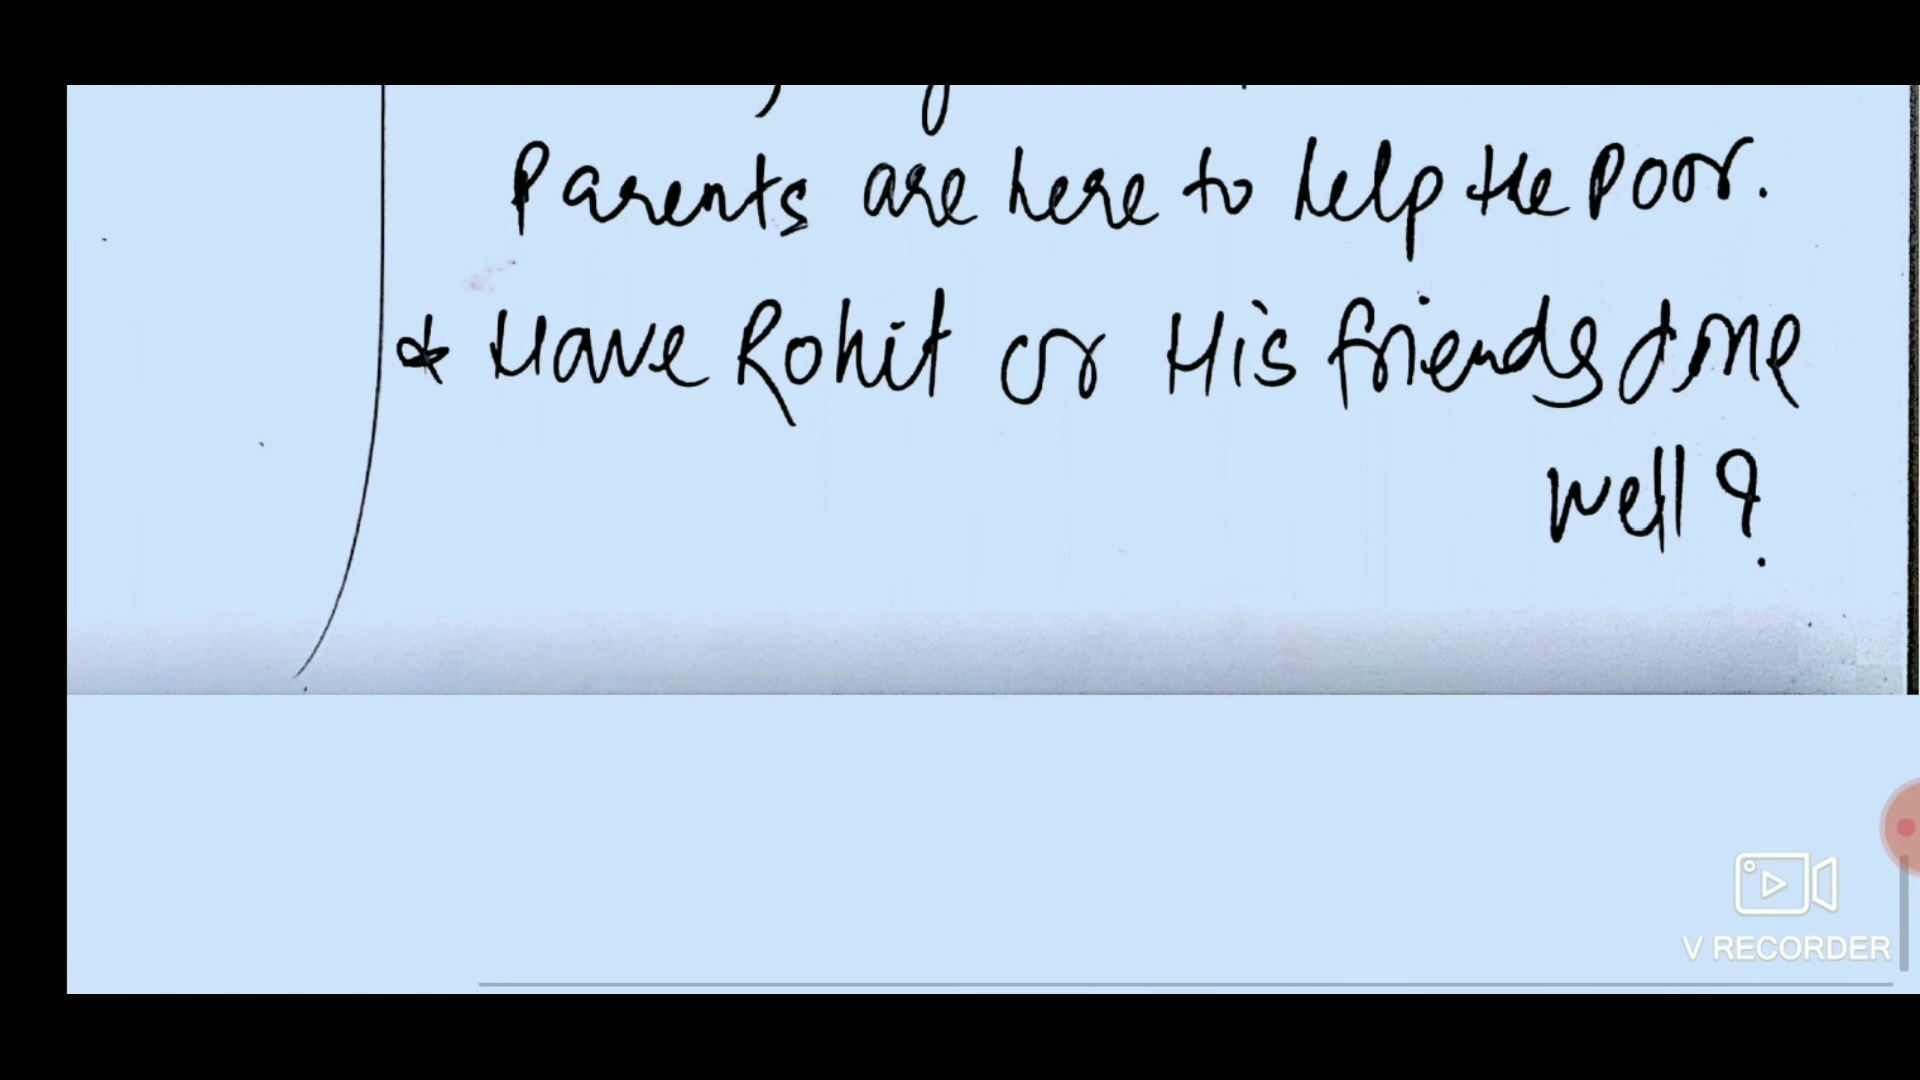 Parents are here to help the Poor.
* Have Rohit or His friends done
well?
V RECORDER